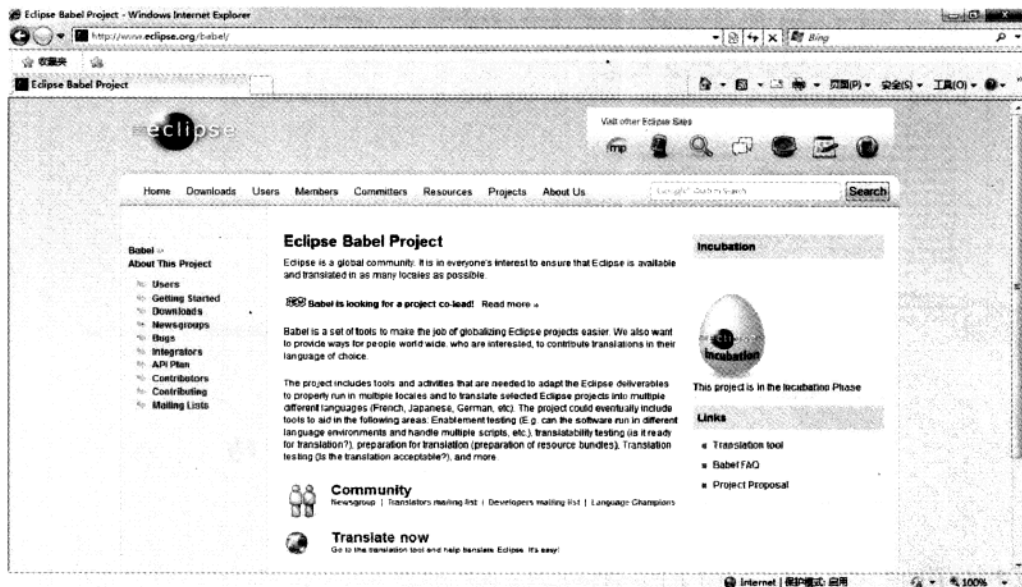 Eclipse Babel Project - Windows Internet Explorer
http://www.eclipse.org/babel/
Bing
收藏夹
Eclipse Babel Project
页面(P)
安全(S)
工具(O)
eclipse
Visit other Eclipse Sites
Home Downloads Users Members Committers Resources Projects About Us
Search
Babel
About This Project
Users
Getting Started
Downloads
Newsgroups
Bugs
Integrators
API Plan
Contributors
Contributing
Mailing Lists
Eclipse Babel Project
Eclipse is a global community. It is in everyone's interest to ensure that Eclipse is available
and translated in as many locales as possible.
Babel is looking for a project co-lead! Read more »
Babel is a set of tools to make the job of globalizing Eclipse projects easier. We also want
to provide ways for people world wide, who are interested, to contribute translations in their
language of choice.
The project includes tools and activities that are needed to adapt the Eclipse deliverables
to properly run in multiple locales and to translate selected Eclipse projects into multiple
different languages (French, Japanese, German, etc). The project could eventually include
tools to aid in the following areas: Enablement testing (E.g. can the software run in different
language environments and handle multiple scripts, etc.), translatability testing (is it ready
for translation?), preparation for translation (preparation of resource bundles), Translation
testing (Is the translation acceptable?), and more.
Community
Newsgroup | Translators mailing list | Developers mailing list | Language Champions
Translate now
Go to the translation tool and help translate Eclipse. It's easy!
Incubation
Incubation
This project is in the Incubation Phase
Links
Translation tool
Babel FAQ
Project Proposal
Internet | 保护模式: 启用
100%